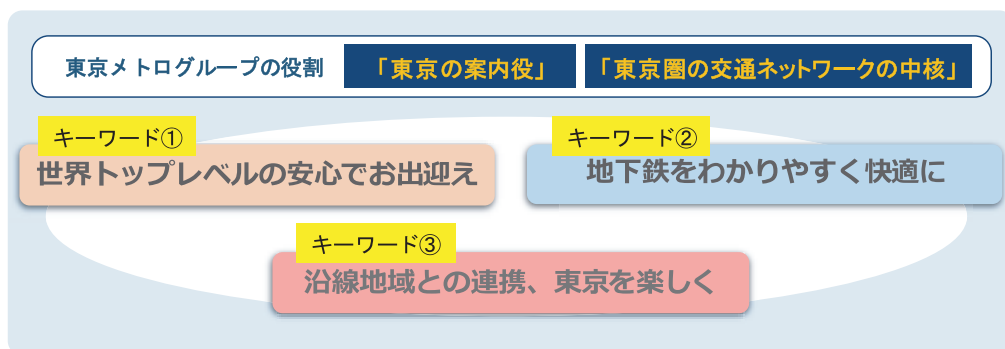 東京メトログループの役割 「東京の案内役」 「東京圏の交通ネットワークの中核」
キーワード①
世界トップレベルの安心でお出迎え
キーワード②
地下鉄をわかりやすく快適に
キーワード③
沿線地域との連携、東京を楽しく